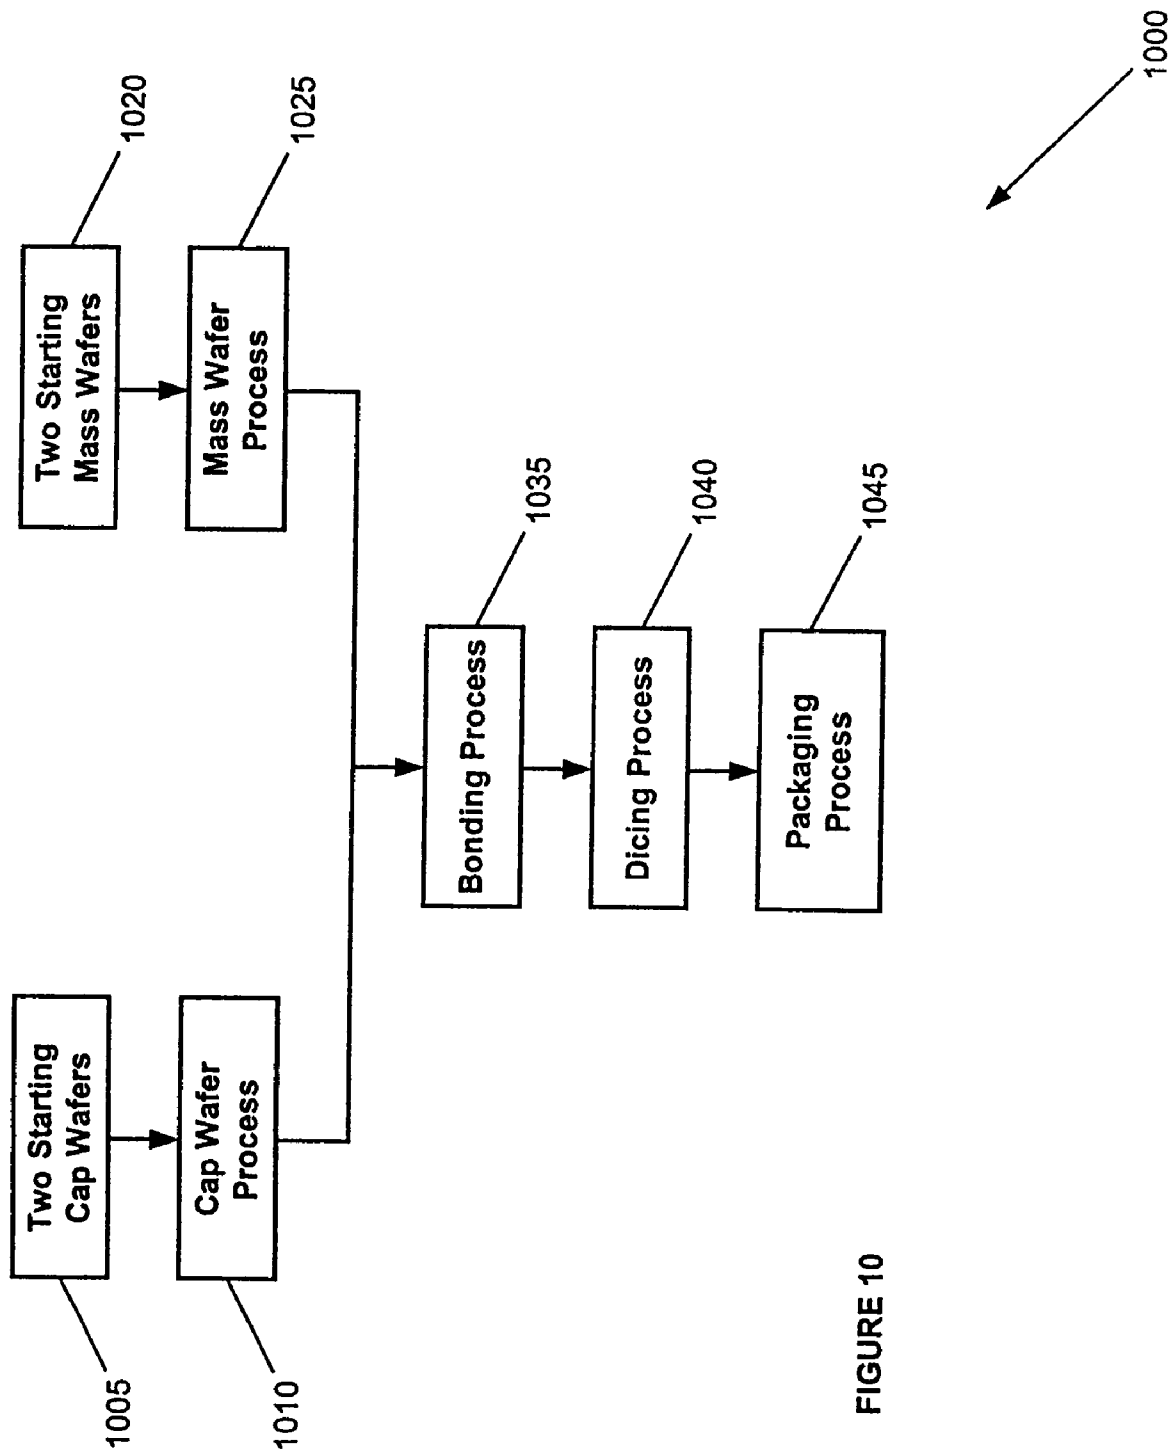 1000
Two Starting
Cap Wafers
1005
Two Starting
Mass Wafers
1020
Cap Wafer
Process
1010
Mass Wafer
Process
1025
Bonding Process
1035
Dicing Process
1040
Packaging
Process
1045
FIGURE 10